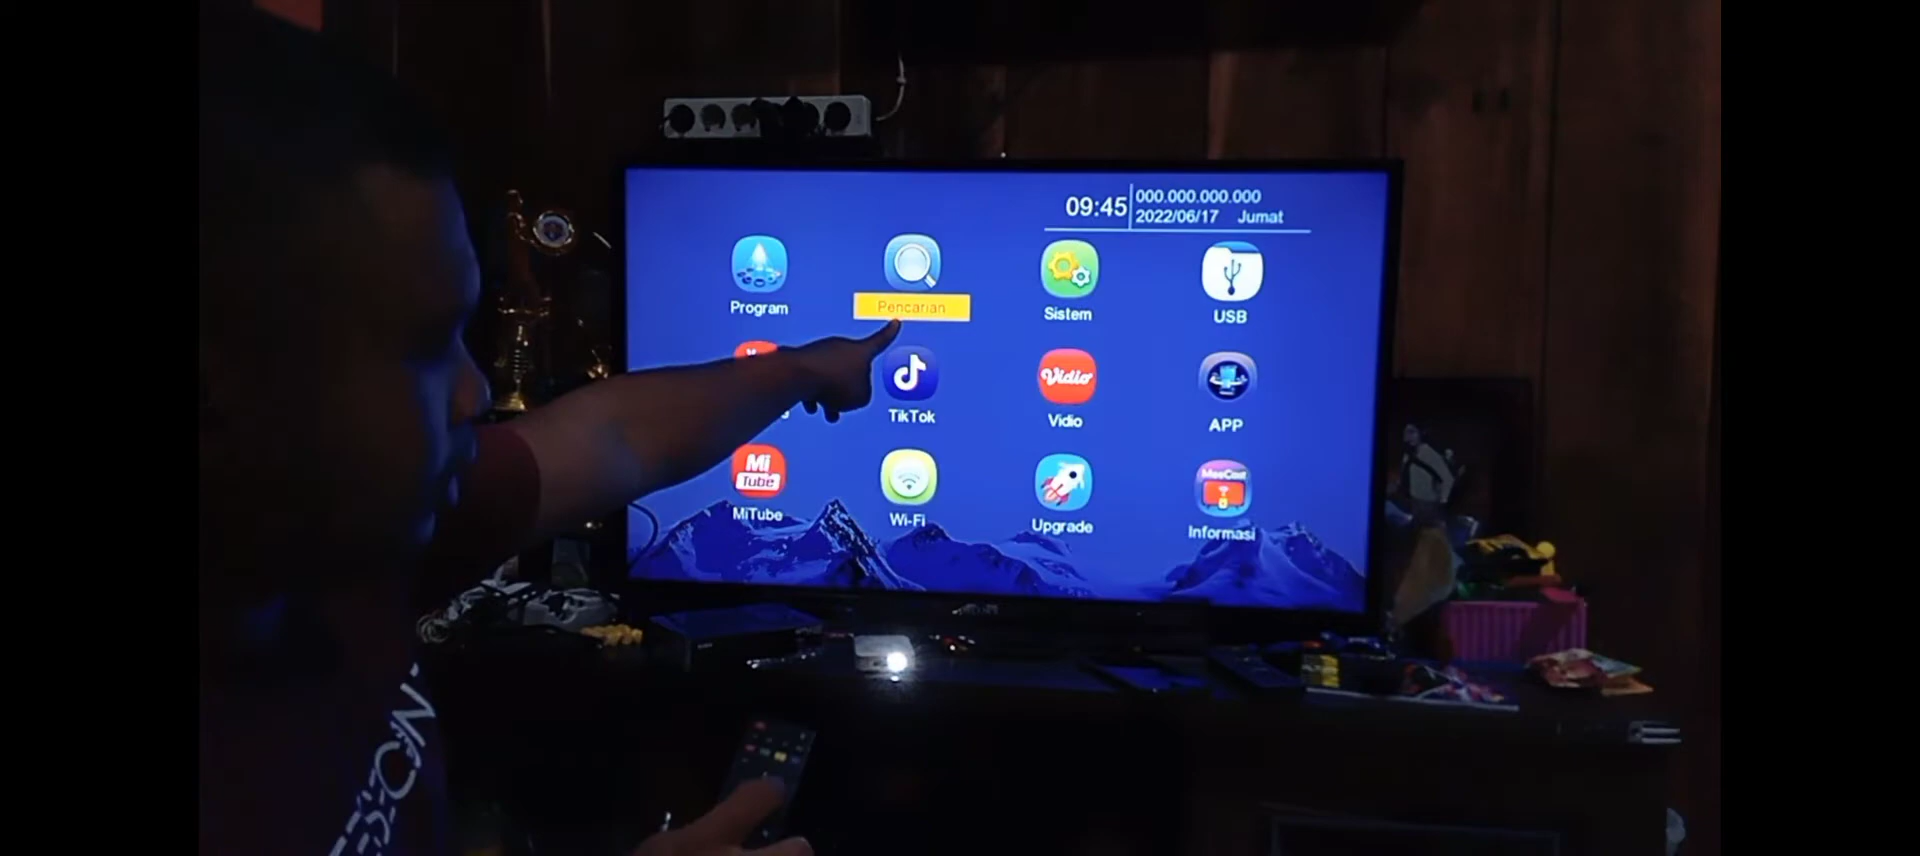 09:45
000.000.000.000
2022/06/17 Jumat
Program
Pencarian
Sistem
USB
TikTok
Vidio
Vidio
APP
Mi
Tube
MiTube
Wi-Fi
Upgrade
MeeCast
Informasi